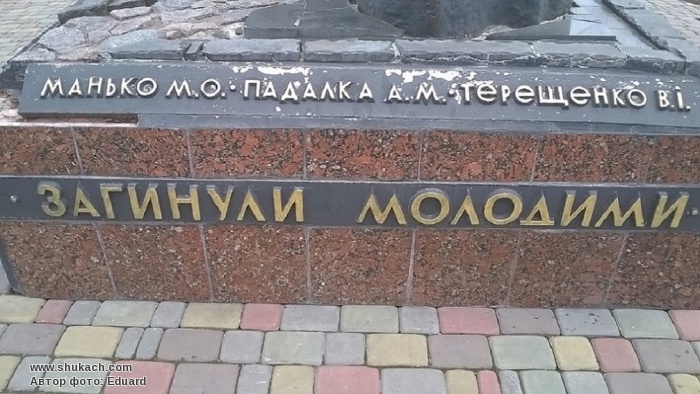 МАНЬКО М.О.·ПАДАЛКА А.М.·ТЕРЕЩЕНКО В.І.
ЗАГИНУЛИ МОЛОДИМИ
www.shukach.com
Автор фото: Eduard